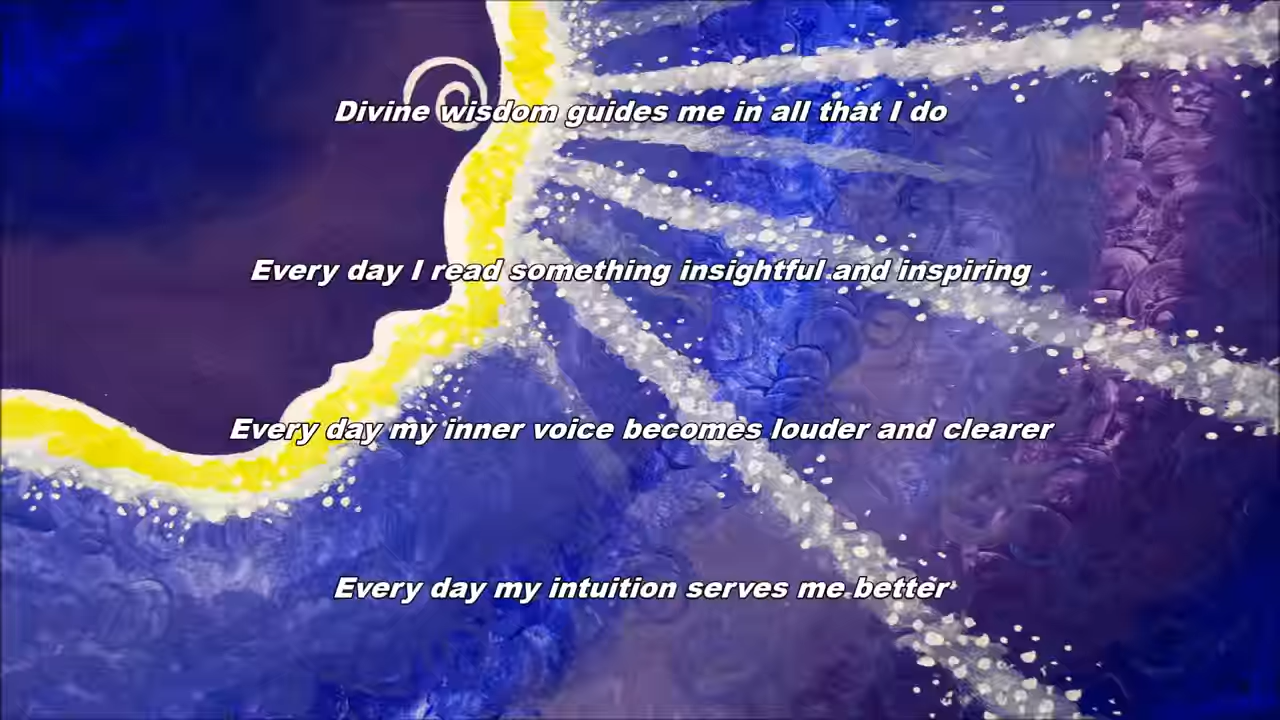 Divine wisdom guides me in all that I do
Every day I read something insightful and inspiring
Every day my inner voice becomes louder and clearer
Every day my intuition serves me better